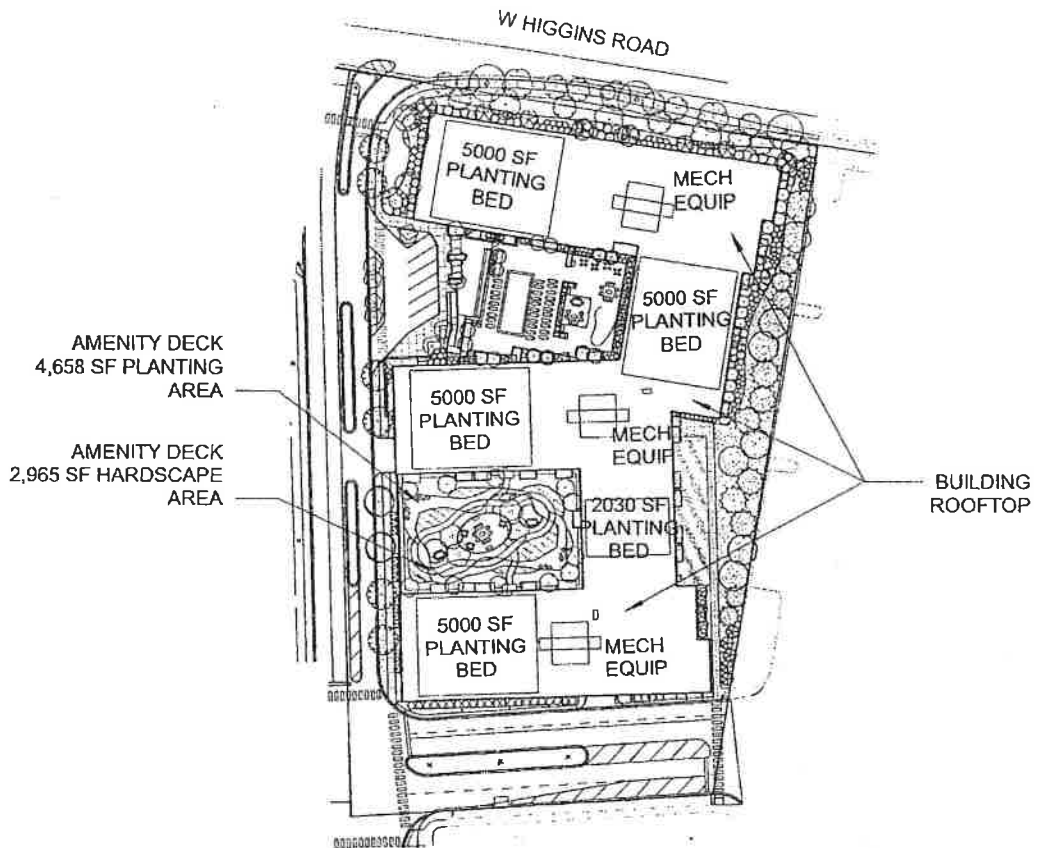 W HIGGINS ROAD
5000 SF
PLANTING
BED
MECH
EQUIP
5000 SF
PLANTING
BED
AMENITY DECK
4,658 SF PLANTING
AREA
5000 SF
PLANTING
BED
MECH
EQUIP
AMENITY DECK
2,965 SF HARDSCAPE
AREA
BUILDING
ROOFTOP
2030 SF
PLANTING
BED
5000 SF
PLANTING
BED
MECH
EQUIP